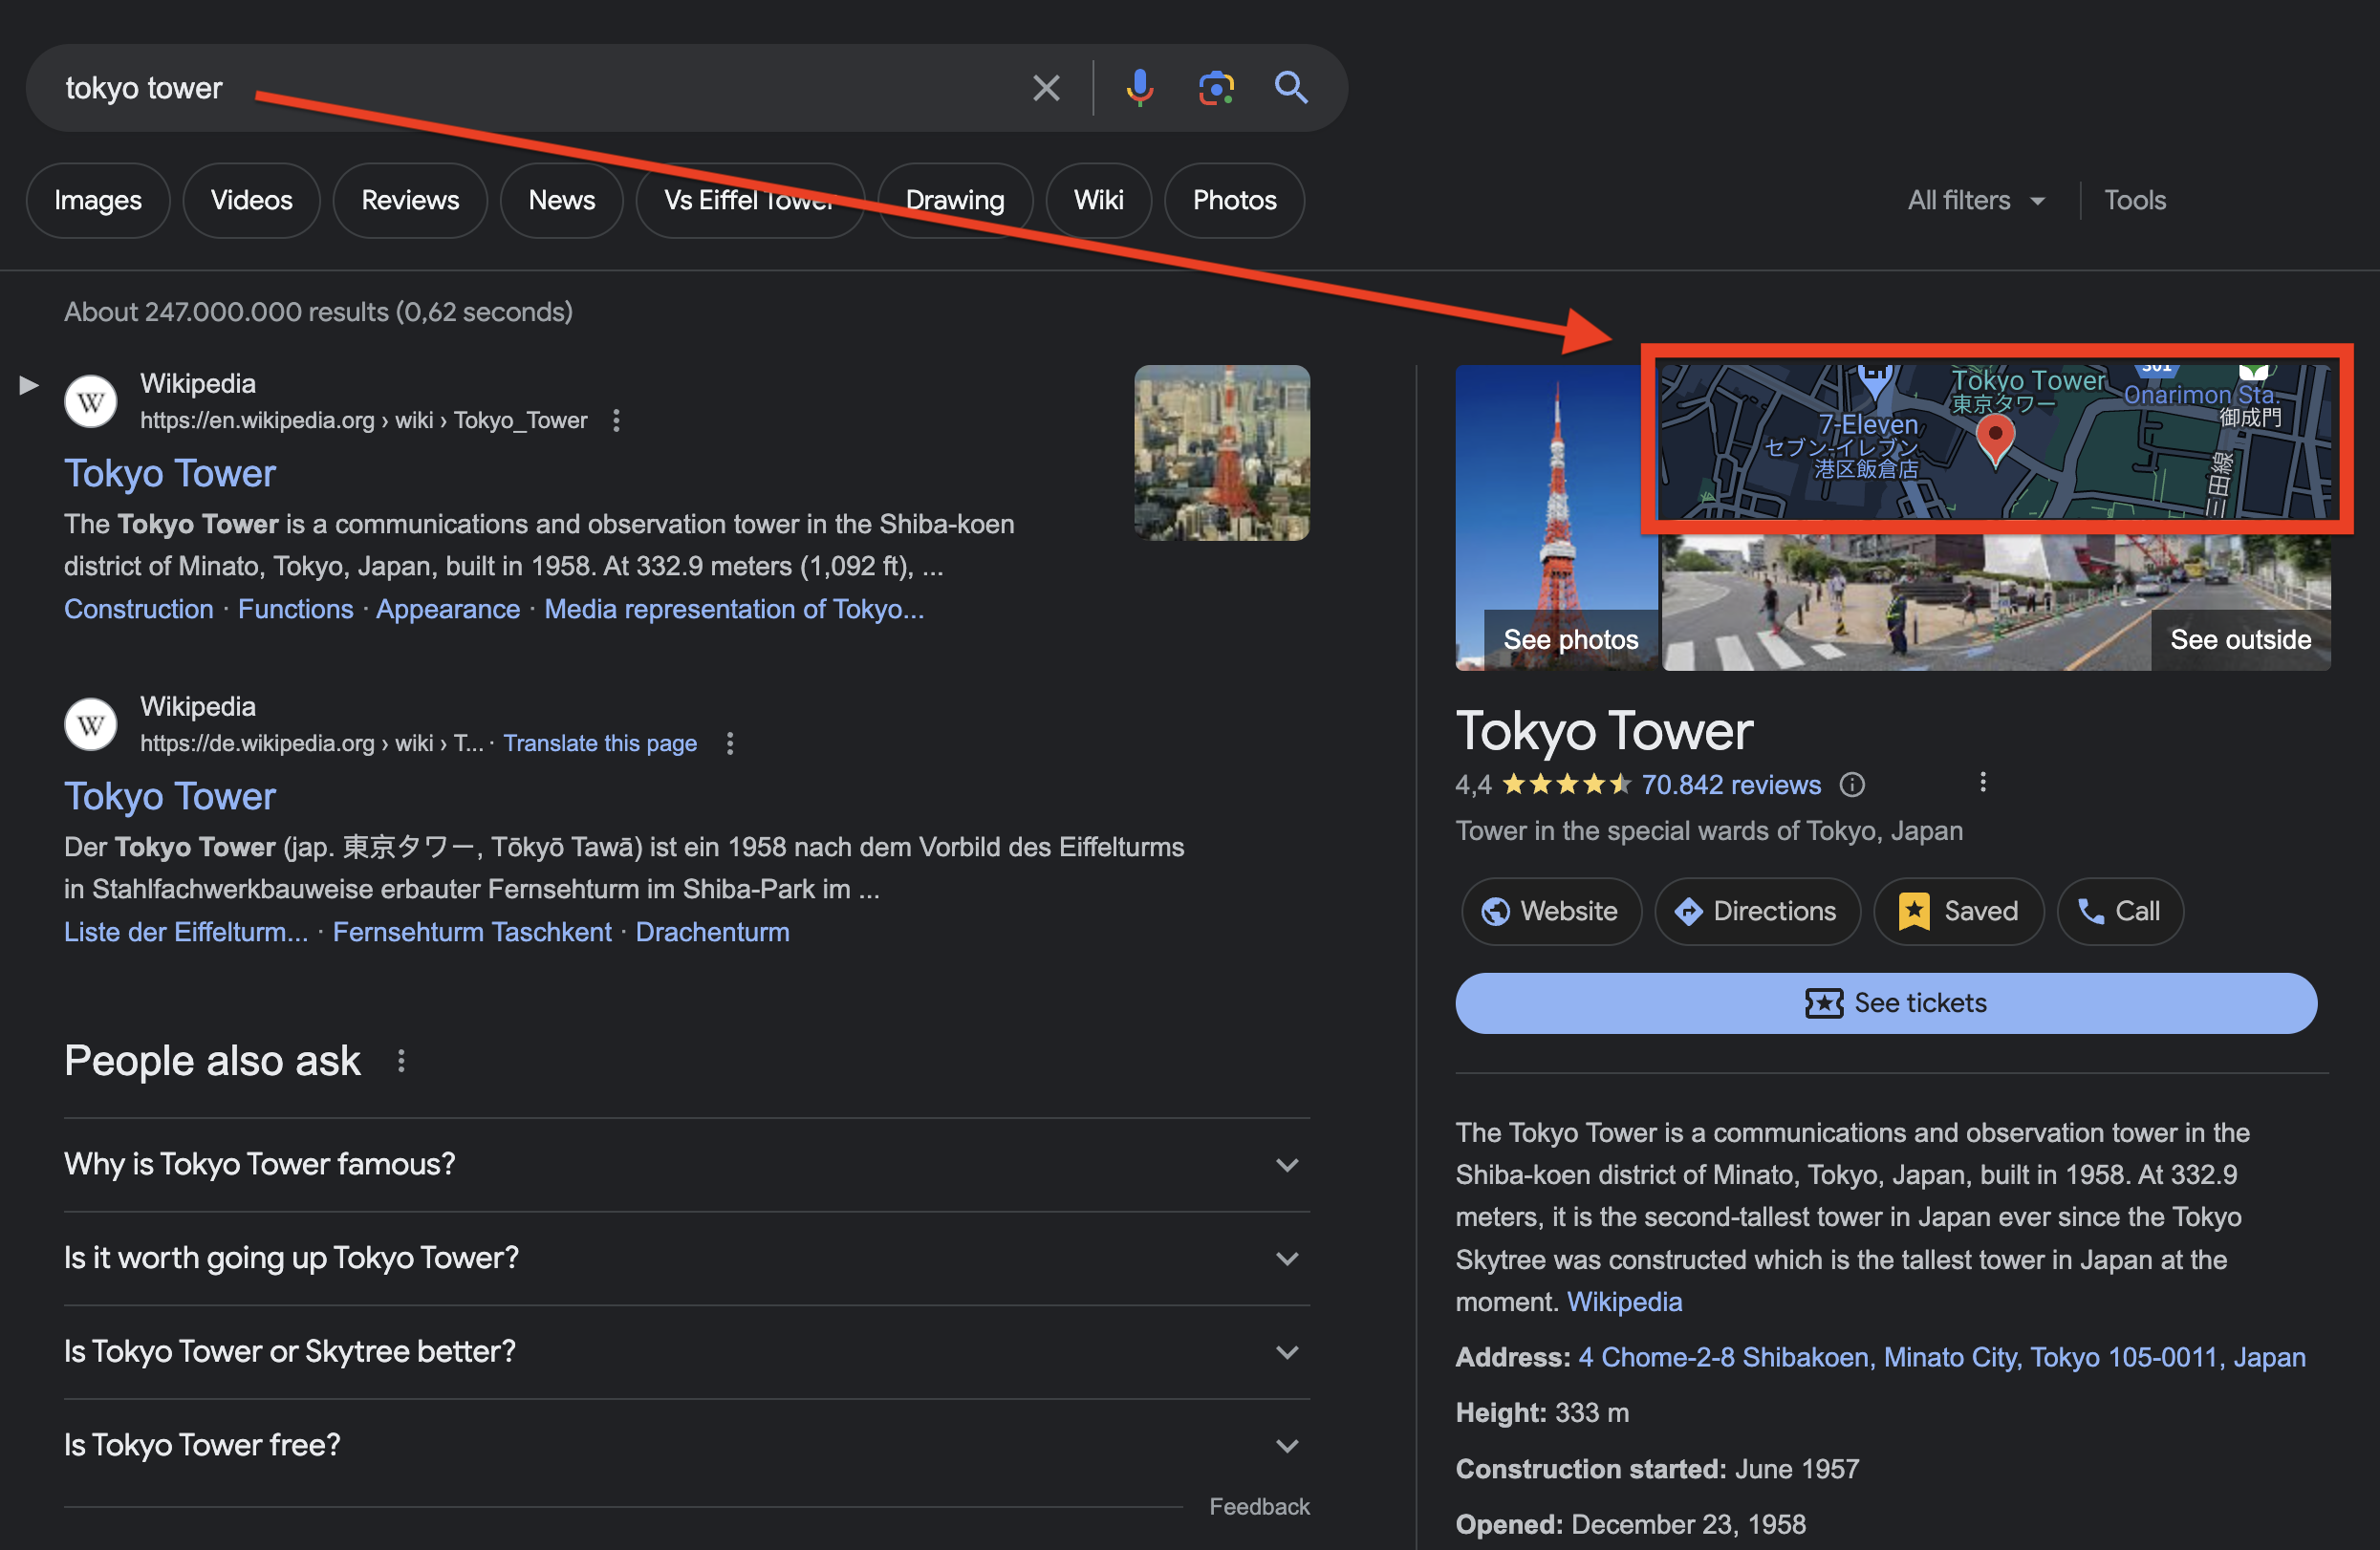 tokyo tower
Images
Videos
Reviews
News
Vs Eiffel Tower
Drawing
Wiki
Photos
All filters
Tools
About 247.000.000 results (0,62 seconds)
W
Wikipedia
https://en.wikipedia.org › wiki › Tokyo_Tower
Tokyo Tower
The Tokyo Tower is a communications and observation tower in the Shiba-koen
district of Minato, Tokyo, Japan, built in 1958. At 332.9 meters (1,092 ft), ...
Construction · Functions · Appearance · Media representation of Tokyo...
W
Wikipedia
https://de.wikipedia.org › wiki › T... · Translate this page
Tokyo Tower
Der Tokyo Tower (jap. 東京タワー, Tōkyō Tawā) ist ein 1958 nach dem Vorbild des Eiffelturms
in Stahlfachwerkbauweise erbauter Fernsehturm im Shiba-Park im ...
Liste der Eiffelturm... · Fernsehturm Taschkent · Drachenturm
People also ask
Why is Tokyo Tower famous?
Is it worth going up Tokyo Tower?
Is Tokyo Tower or Skytree better?
Is Tokyo Tower free?
Feedback
301
Tokyo Tower
東京タワー
Onarimon Sta.
御成門
7-Eleven
セブン-イレブン
港区飯倉店
三田線
See photos
See outside
Tokyo Tower
4,4 70.842 reviews
Tower in the special wards of Tokyo, Japan
Website
Directions
Saved
Call
See tickets
The Tokyo Tower is a communications and observation tower in the
Shiba-koen district of Minato, Tokyo, Japan, built in 1958. At 332.9
meters, it is the second-tallest tower in Japan ever since the Tokyo
Skytree was constructed which is the tallest tower in Japan at the
moment. Wikipedia
Address: 4 Chome-2-8 Shibakoen, Minato City, Tokyo 105-0011, Japan
Height: 333 m
Construction started: June 1957
Opened: December 23, 1958